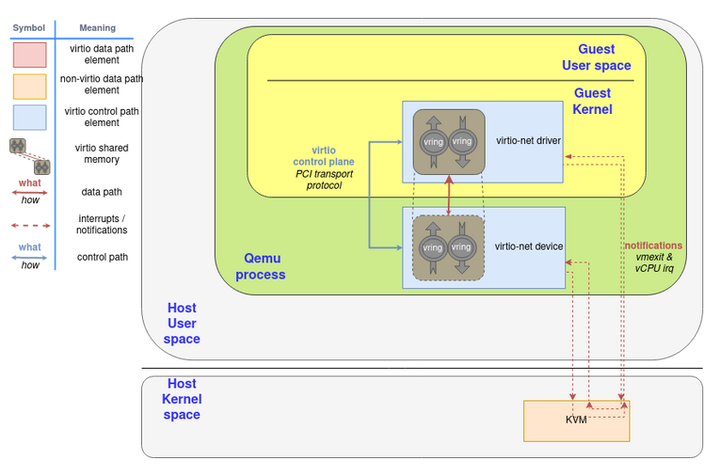 Symbol Meaning
virtio data path
element
non-virtio data path
element
virtio control path
element
virtio shared
memory
what
how
data path
interrupts /
notifications
what
how
control path
Guest
User space
Guest
Kernel
vring vring
virtio-net driver
virtio
control plane
PCI transport
protocol
vring vring
virtio-net device
notifications
vmexit &
vCPU irq
Qemu
process
Host
User
space
Host
Kernel
space
KVM